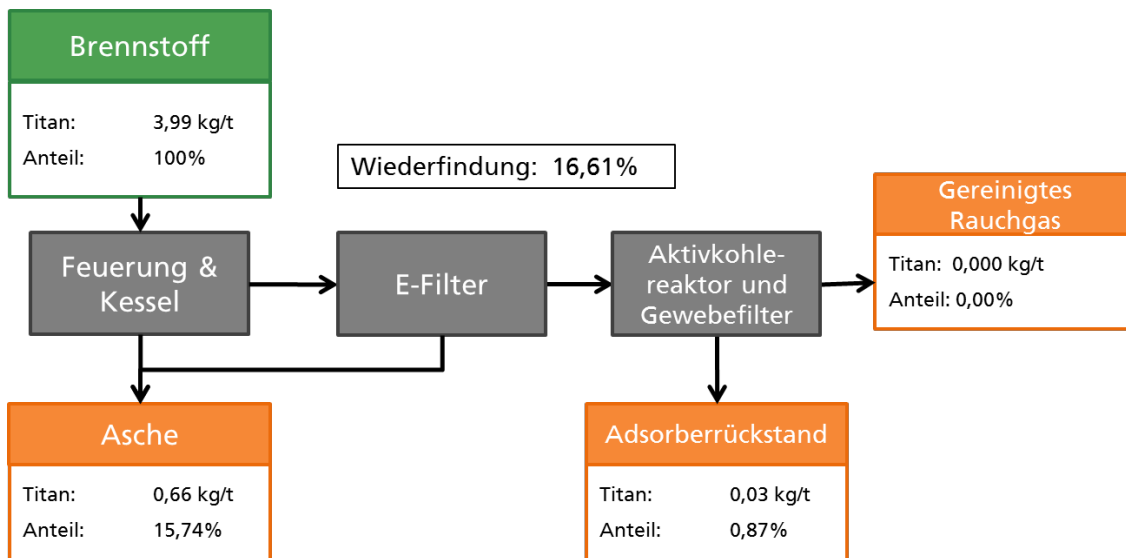 Brennstoff
Titan: 3,99 kg/t
Anteil: 100%
Wiederfindung: 16,61%
Feuerung &
Kessel
E-Filter
Aktivkohle-
reaktor und
Gewebefilter
Gereinigtes
Rauchgas
Titan: 0,000 kg/t
Anteil: 0,00%
Asche
Titan: 0,66 kg/t
Anteil: 15,74%
Adsorberrückstand
Titan: 0,03 kg/t
Anteil: 0,87%